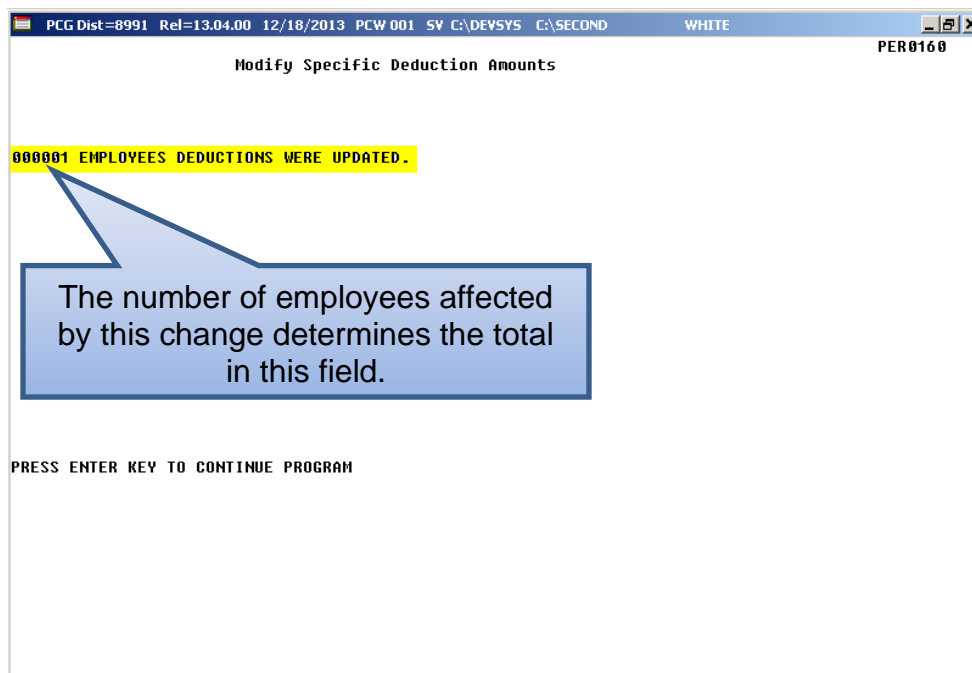 PCG Dist=8991 Rel=13.04.00 12/18/2013 PCW 001 SV C:\DEVSYS C:\SECOND WHITE
PER0160
Modify Specific Deduction Amounts
000001 EMPLOYEES DEDUCTIONS WERE UPDATED.
The number of employees affected
by this change determines the total
in this field.
PRESS ENTER KEY TO CONTINUE PROGRAM